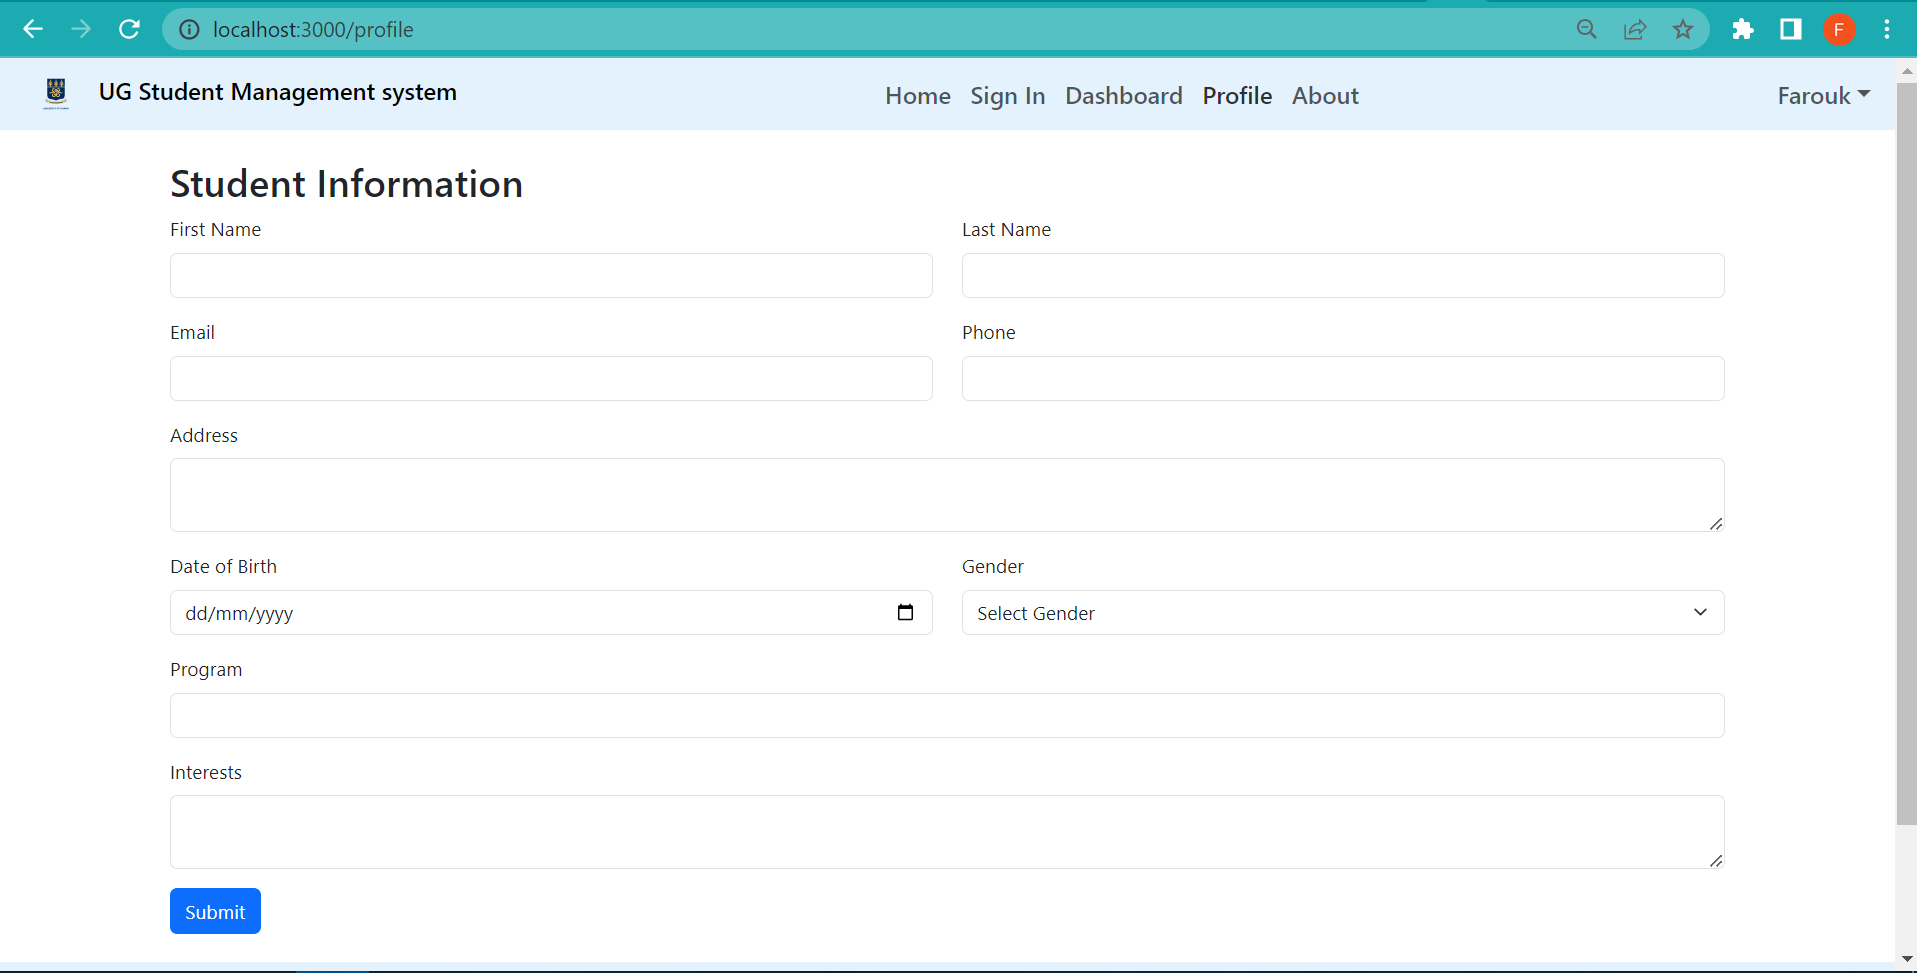 localhost:3000/profile
F
UG Student Management system
Home Sign In Dashboard Profile About
Farouk
Student Information
First Name Last Name
Email Phone
Address
Date of Birth Gender
dd/mm/yyyy Select Gender
Program
Interests
Submit